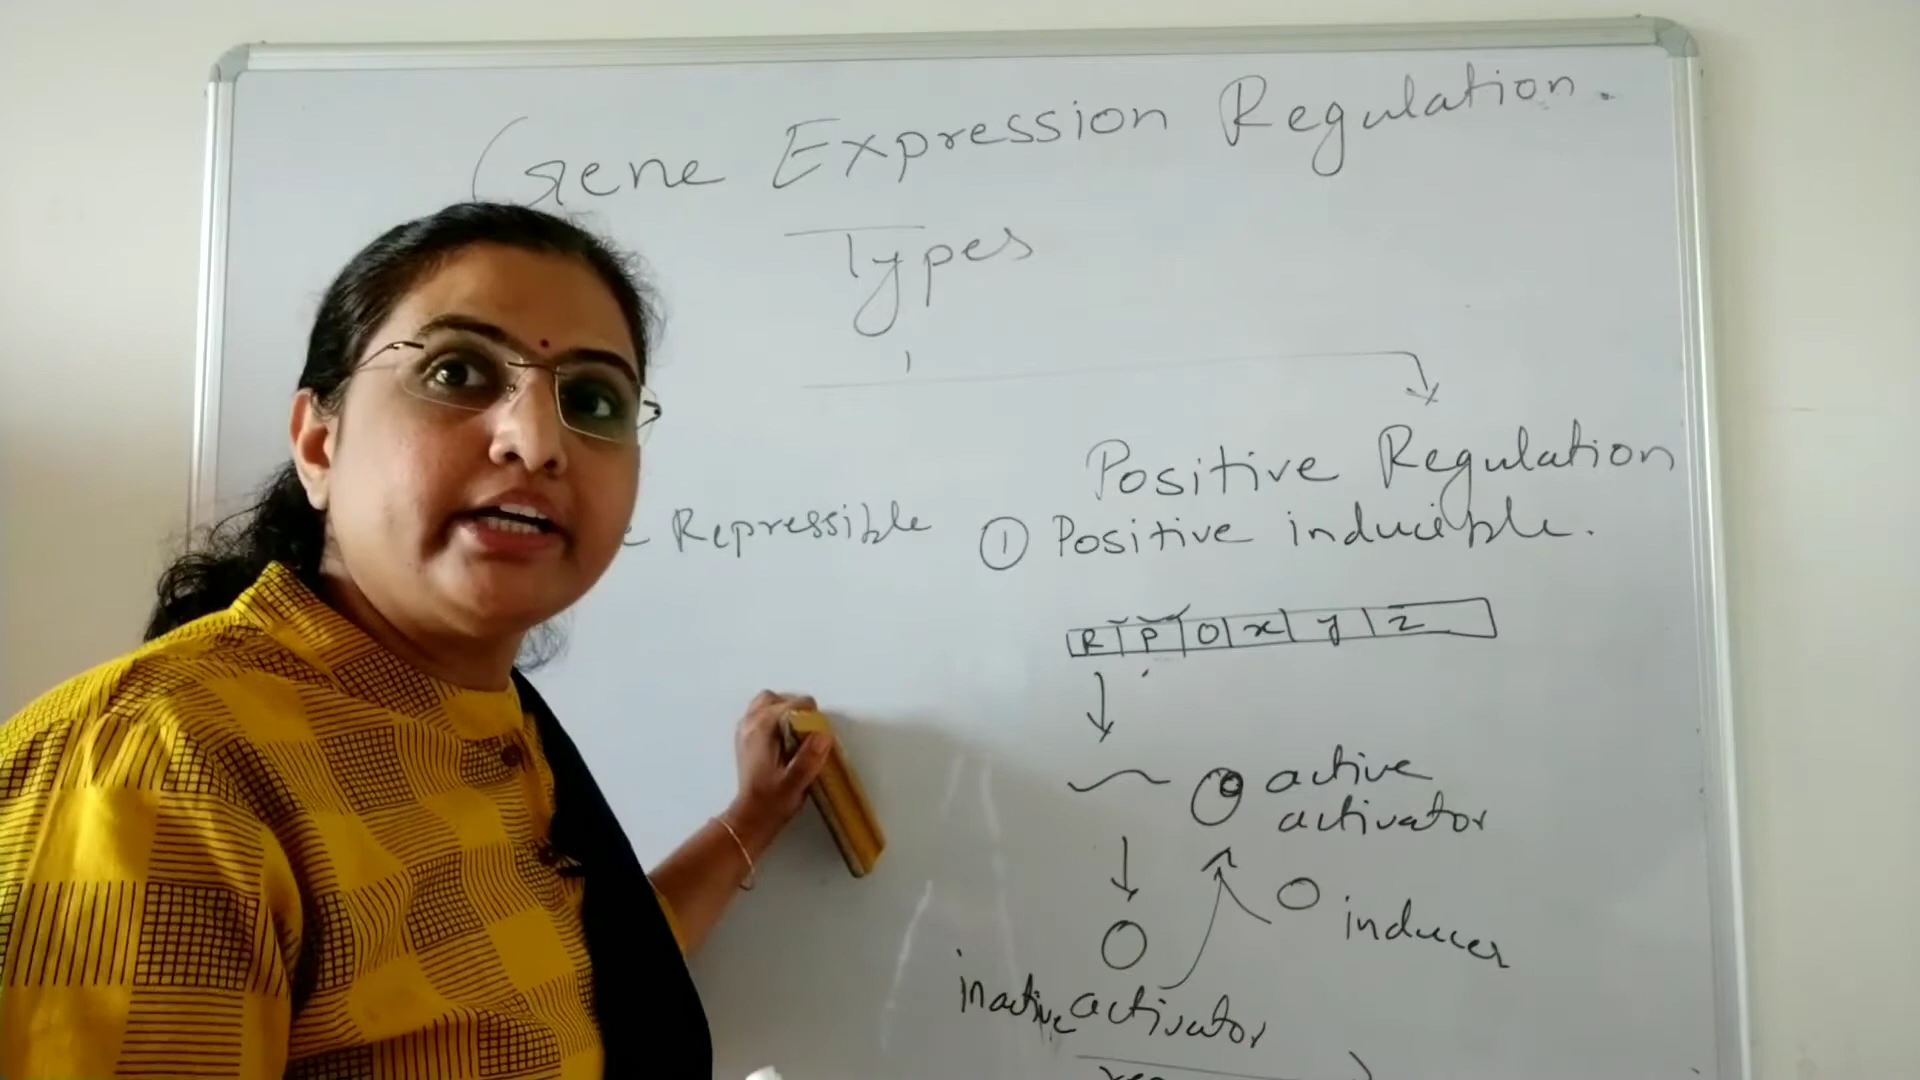 Gene Expression Regulation.
Types
Positive Regulation
Repressible
① Positive inducible.
R P O x y z
active
activator
inducer
inactive activator